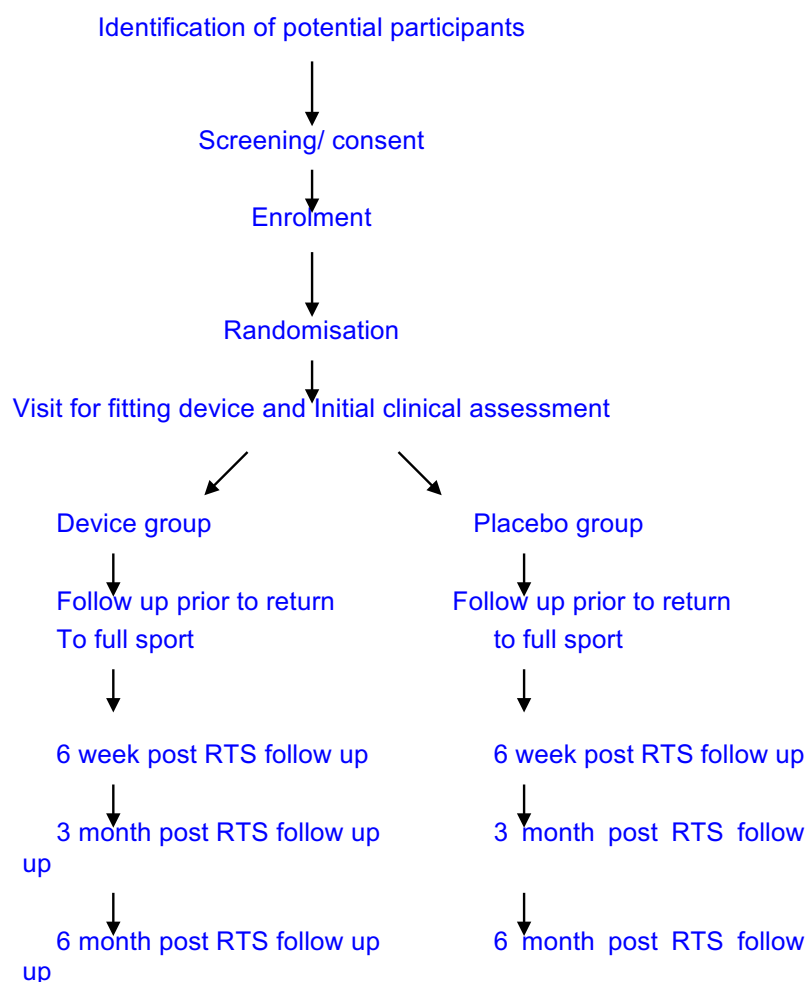 Identification of potential participants
Screening/ consent
Enrolment
Randomisation
Visit for fitting device and Initial clinical assessment
Device group Placebo group
Follow up prior to return Follow up prior to return
To full sport to full sport
6 week post RTS follow up 6 week post RTS follow up
3 month post RTS follow up 3 month post RTS follow
up
6 month post RTS follow up 6 month post RTS follow
up